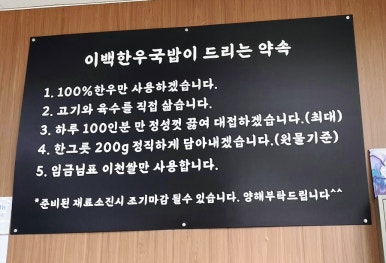 이백한우국밥이 드리는 약속
1. 100%한우만 사용하겠습니다.
2. 고기와 육수를 직접 삶습니다.
3. 하루 100인분 만 정성껏 끓여 대접하겠습니다.(최대)
4. 한그릇 200g 정직하게 담아내겠습니다.(원물기준)
5. 임금님표 이천쌀만 사용합니다.
*준비된 재료소진시 조기마감 될수 있습니다. 양해부탁드립니다^^